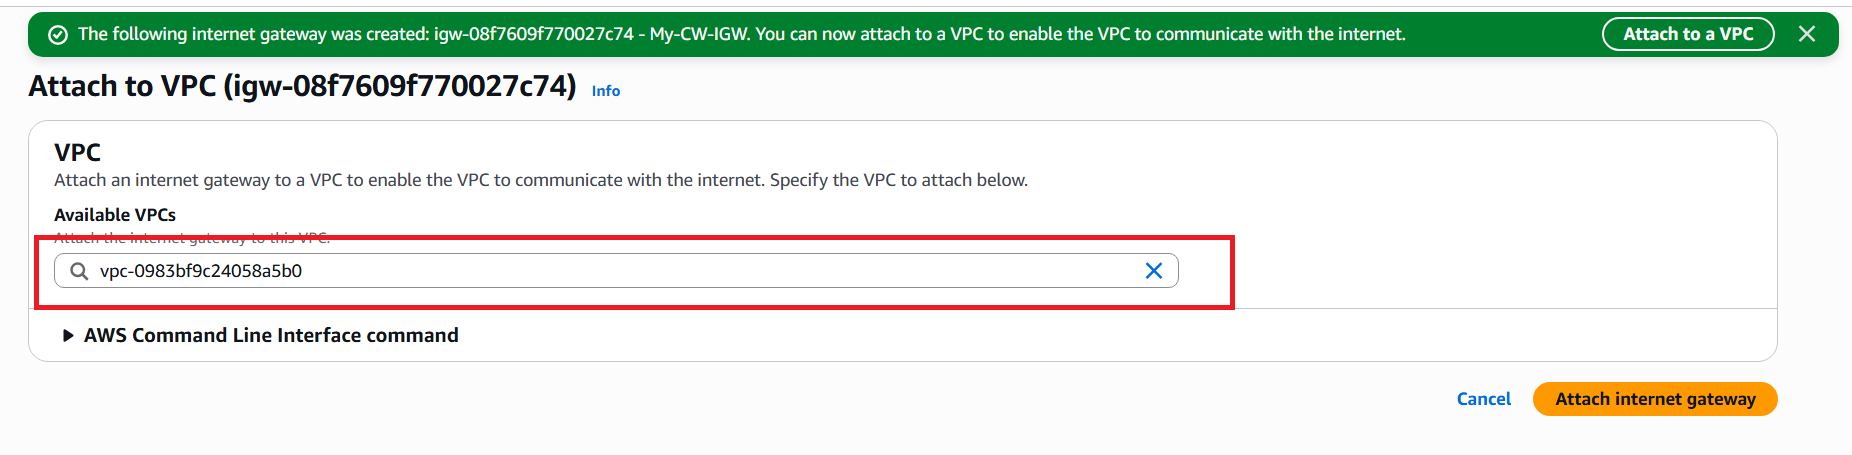 The following internet gateway was created: igw-08f7609f770027c74 - My-CW-IGW. You can now attach to a VPC to enable the VPC to communicate with the internet. Attach to a VPC
Attach to VPC (igw-08f7609f770027c74) Info
VPC
Attach an internet gateway to a VPC to enable the VPC to communicate with the internet. Specify the VPC to attach below.
Available VPCs
Attach the internet gateway to this VPC.
vpc-0983bf9c24058a5b0
AWS Command Line Interface command
Cancel Attach internet gateway